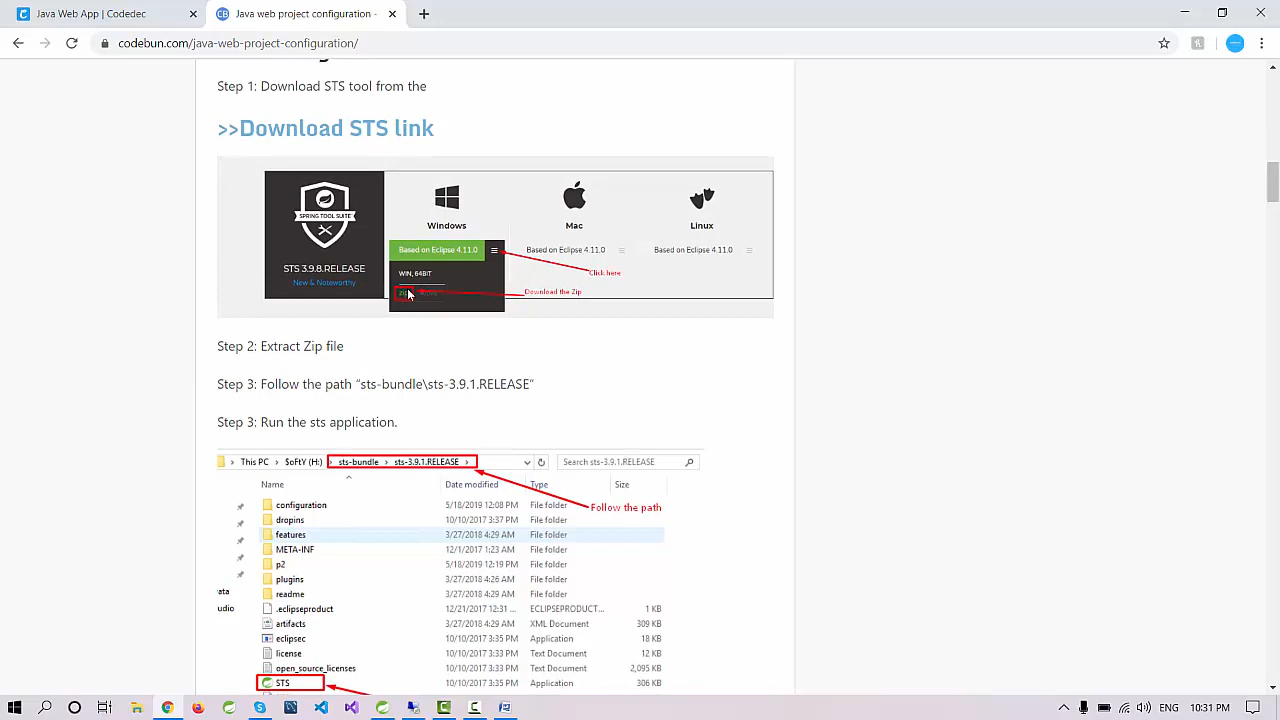 Java Web App | Codedec
Java web project configuration -
codebun.com/java-web-project-configuration/
Step 1: Download STS tool from the
>>Download STS link
SPRING TOOL SUITE
STS 3.9.8.RELEASE
New & Noteworthy
Windows
Mac
Linux
Based on Eclipse 4.11.0
Based on Eclipse 4.11.0
Based on Eclipse 4.11.0
WIN, 64BIT
Click here
Download the Zip
Step 2: Extract Zip file
Step 3: Follow the path “sts-bundle\sts-3.9.1.RELEASE”
Step 3: Run the sts application.
This PC > SoftY (H:) > sts-bundle > sts-3.9.1.RELEASE >
Search sts-3.9.1.RELEASE
Name Date modified Type Size
Follow the path
configuration 5/18/2019 12:08 PM File folder
dropins 10/10/2017 3:37 PM File folder
features 3/27/2018 4:29 AM File folder
META-INF 12/1/2017 1:23 AM File folder
p2 5/18/2019 12:19 PM File folder
plugins 3/27/2018 4:26 AM File folder
ata
readme 3/27/2018 4:29 AM File folder
udio
.eclipseproduct 12/21/2017 12:31 ... ECLIPSEPRODUCT... 1 KB
artifacts 3/27/2018 4:29 AM XML Document 309 KB
eclipsec 10/10/2017 3:35 PM Application 18 KB
license 10/10/2017 3:33 PM Text Document 12 KB
open_source_licenses 10/10/2017 3:33 PM Text Document 2,095 KB
STS 10/10/2017 3:35 PM Application 306 KB
ENG 10:31 PM